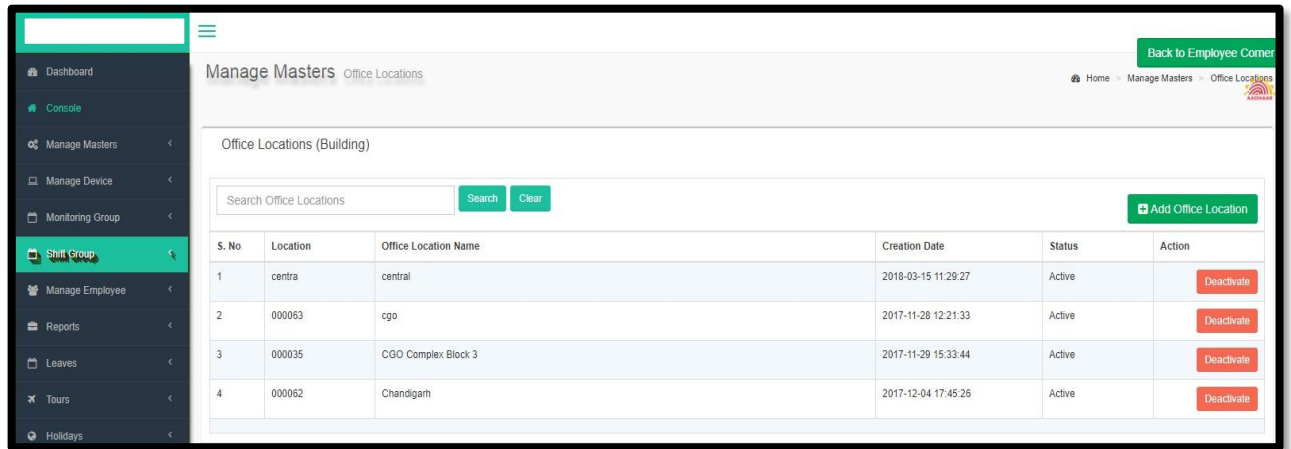 Back to Employee Corner
Dashboard
Manage Masters Office Locations
Home > Manage Masters > Office Locations
AADHAAR
Console
Manage Masters
Office Locations (Building)
Manage Device
Search Office Locations Search Clear
Monitoring Group
Add Office Location
S. No Location Office Location Name Creation Date Status Action
Shift Group
1 centra central 2018-03-15 11:29:27 Active Deactivate
Manage Employee
2 000063 cgo 2017-11-28 12:21:33 Active Deactivate
Reports
3 000035 CGO Complex Block 3 2017-11-29 15:33:44 Active Deactivate
Leaves
4 000062 Chandigarh 2017-12-04 17:45:26 Active Deactivate
Tours
Holidays